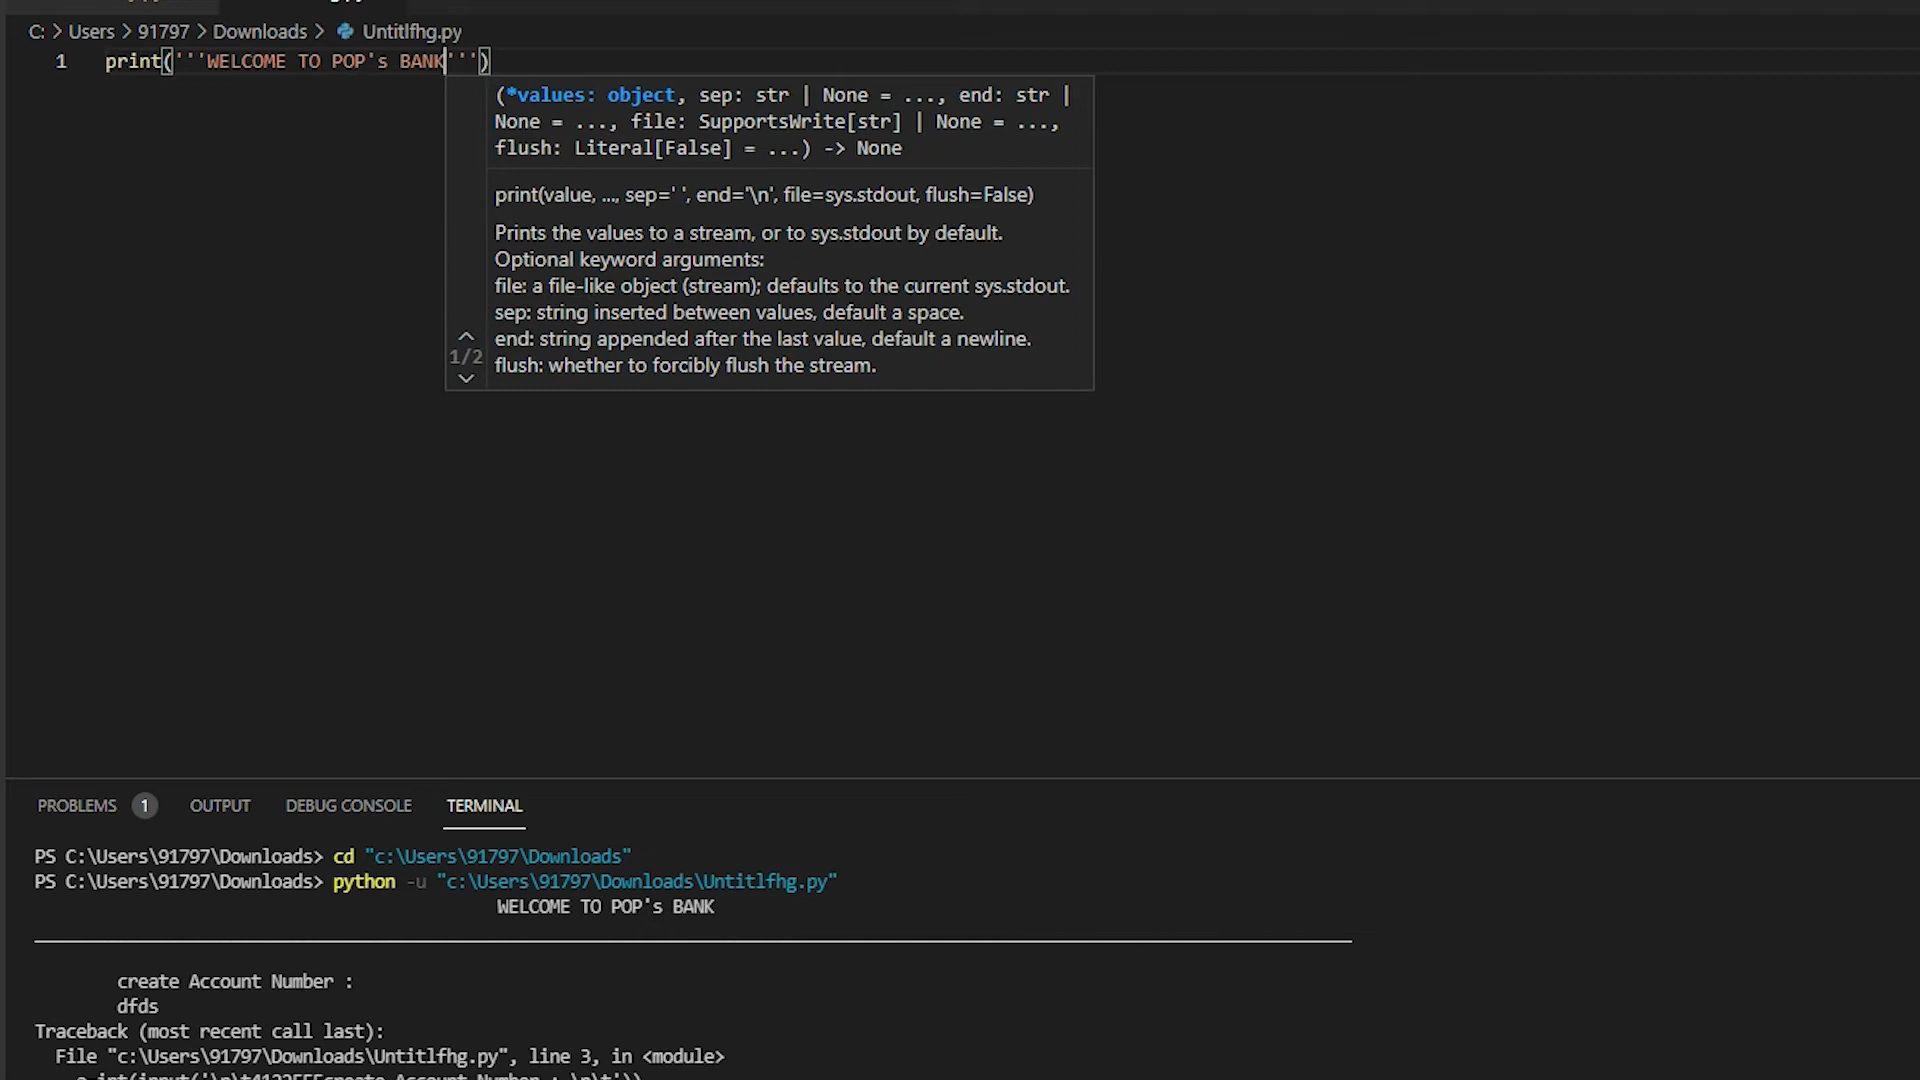 C: > Users > 91797 > Downloads > Untitlfhg.py
1 print('''WELCOME TO POP's BANK''')
(*values: object, sep: str | None = ..., end: str |
None = ..., file: SupportsWrite[str] | None = ...,
flush: Literal[False] = ...) -> None
print(value, ..., sep=' ', end='\n', file=sys.stdout, flush=False)
Prints the values to a stream, or to sys.stdout by default.
Optional keyword arguments:
file: a file-like object (stream); defaults to the current sys.stdout.
sep: string inserted between values, default a space.
end: string appended after the last value, default a newline.
flush: whether to forcibly flush the stream.
1/2
PROBLEMS 1 OUTPUT DEBUG CONSOLE TERMINAL
PS C:\Users\91797\Downloads> cd "c:\Users\91797\Downloads"
PS C:\Users\91797\Downloads> python -u "c:\Users\91797\Downloads\Untitlfhg.py"
WELCOME TO POP's BANK
create Account Number :
dfds
Traceback (most recent call last):
File "c:\Users\91797\Downloads\Untitlfhg.py", line 3, in <module>
Account Number :